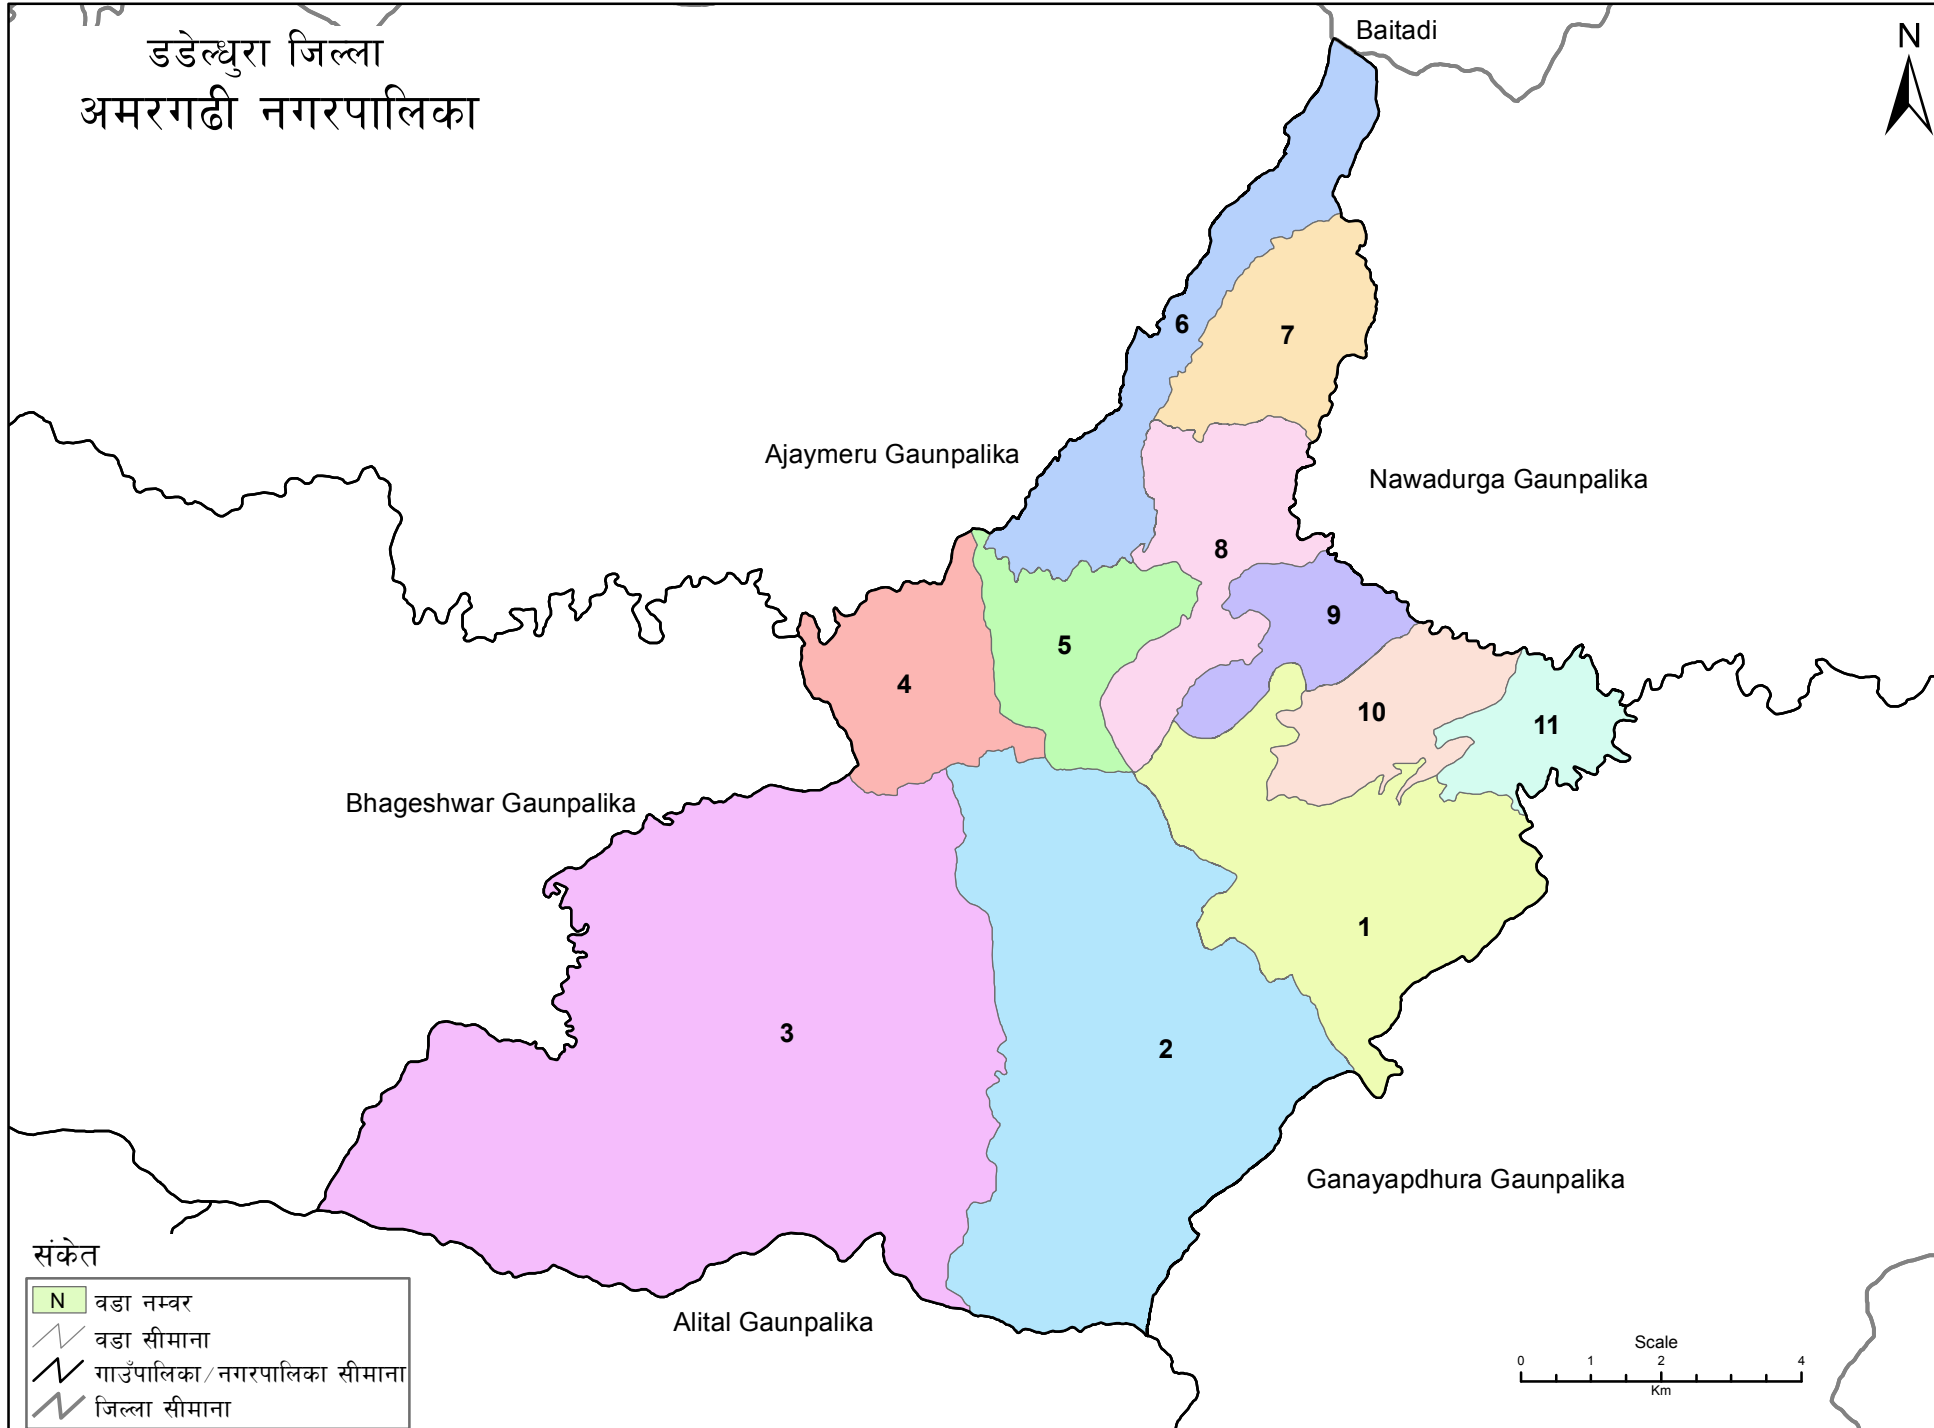 डडेल्धुरा जिल्ला
अमरगढी नगरपालिका
Baitadi
N
6
7
Ajaymeru Gaunpalika
Nawadurga Gaunpalika
8
9
5
4
10
11
Bhageshwar Gaunpalika
1
3
2
Ganayapdhura Gaunpalika
Alital Gaunpalika
संकेत
N वडा नम्वर
वडा सीमाना
गाउँपालिका/नगरपालिका सीमाना
जिल्ला सीमाना
Scale
0 1 2 4
Km